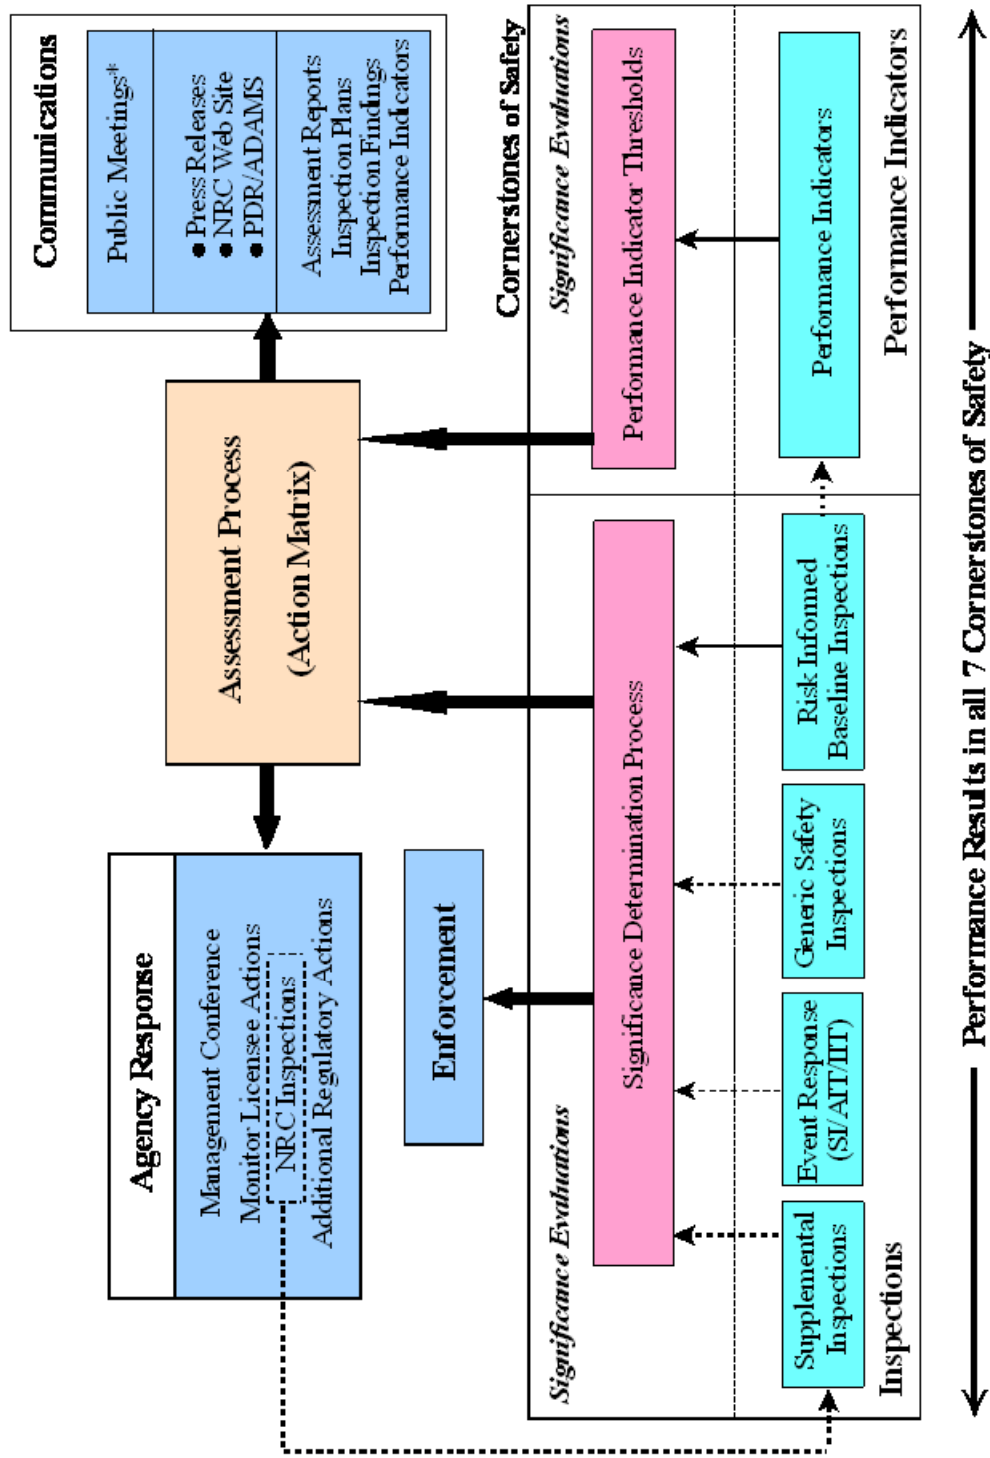 Communications
Public Meetings*
● Press Releases
● NRC Web Site
● PDR/ADAMS
Assessment Reports
Inspection Plans
Inspection Findings
Performance Indicators
Assessment Process
(Action Matrix)
Agency Response
Management Conference
Monitor Licensee Actions
NRC Inspections
Additional Regulatory Actions
Enforcement
Cornerstones of Safety
Significance Evaluations
Significance Evaluations
Significance Determination Process
Performance Indicator Thresholds
Supplemental
Inspections
Event Response
(SI/AIT/IIT)
Generic Safety
Inspections
Risk Informed
Baseline Inspections
Performance Indicators
Inspections
Performance Indicators
Performance Results in all 7 Cornerstones of Safety